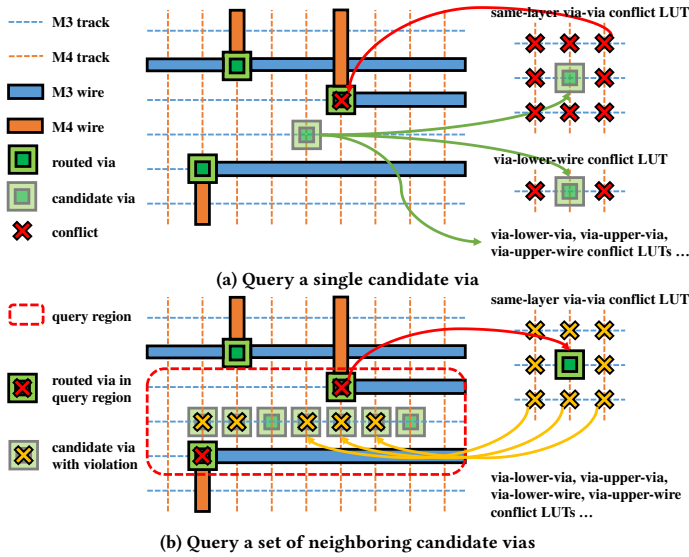 same-layer via-via conflict LUT
M3 track
M4 track
M3 wire
M4 wire
routed via
candidate via
conflict
via-lower-wire conflict LUT
via-lower-via, via-upper-via,
via-upper-wire conflict LUTs ...
(a) Query a single candidate via
same-layer via-via conflict LUT
query region
routed via in
query region
candidate via
with violation
via-lower-via, via-upper-via,
via-lower-wire, via-upper-wire
conflict LUTs ...
(b) Query a set of neighboring candidate vias